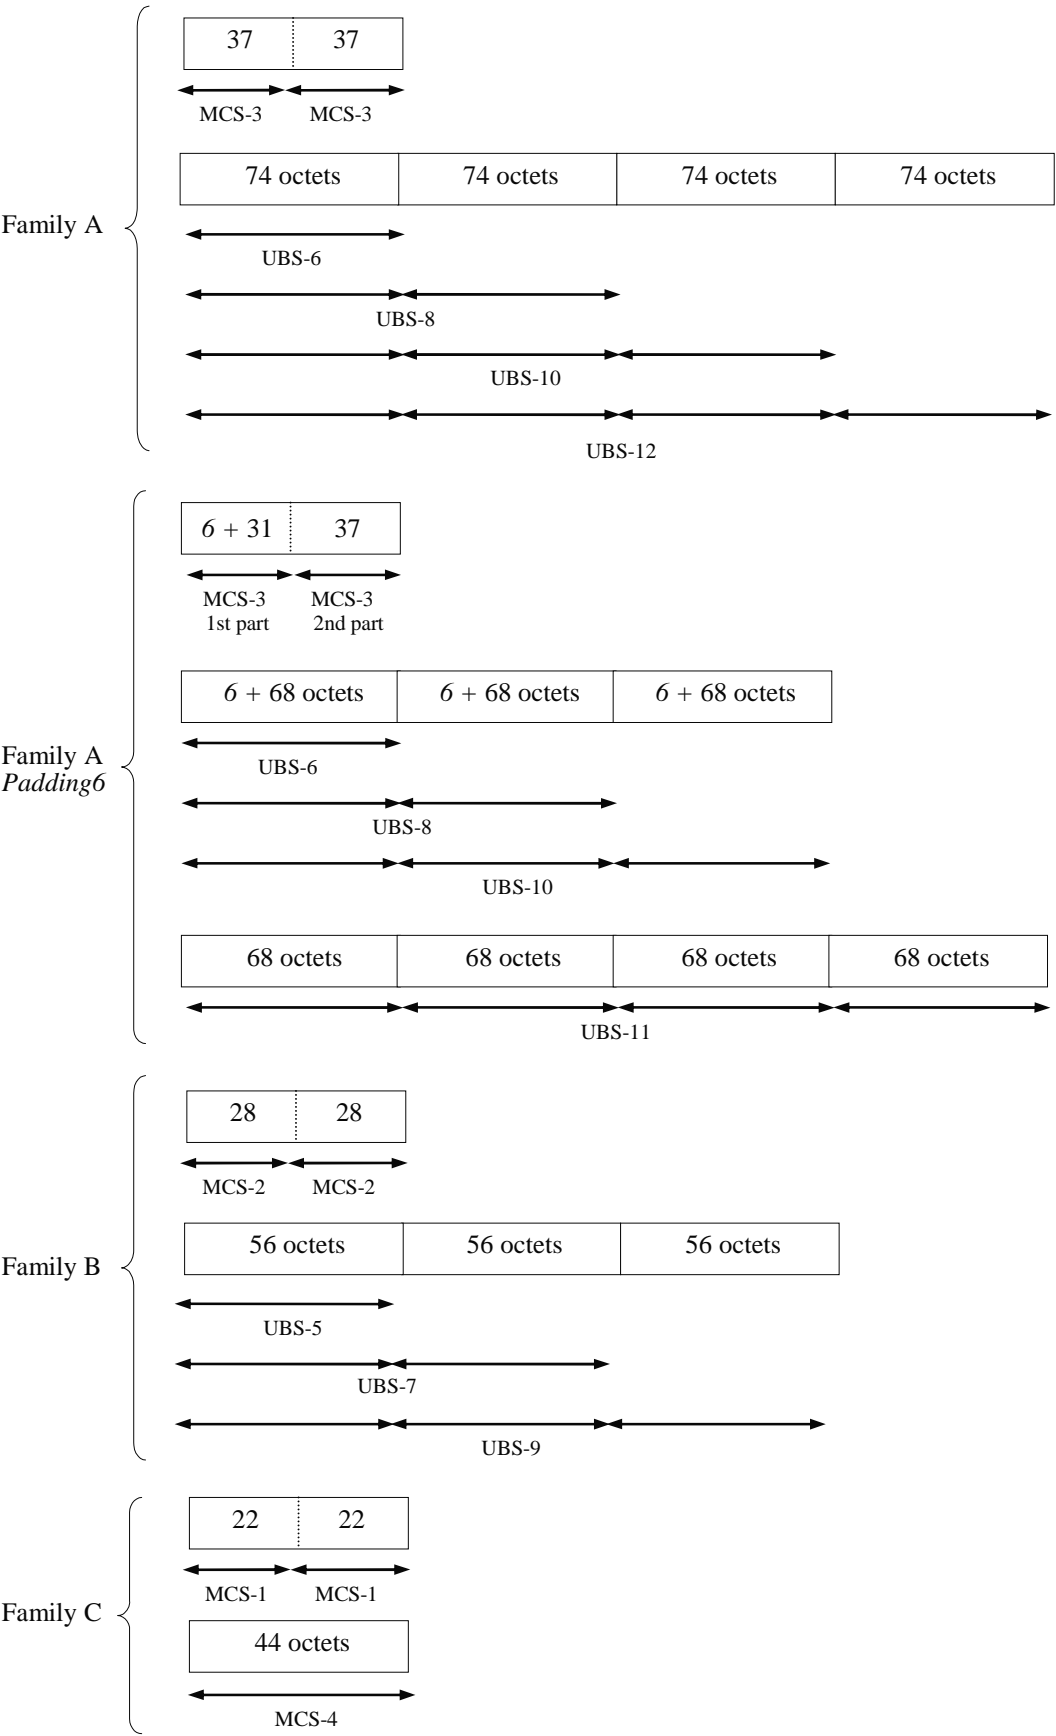 37 37
MCS-3 MCS-3
74 octets 74 octets 74 octets 74 octets
Family A
UBS-6
UBS-8
UBS-10
UBS-12
6 + 31 37
MCS-3 MCS-3
1st part 2nd part
6 + 68 octets 6 + 68 octets 6 + 68 octets
Family A
Padding6
UBS-6
UBS-8
UBS-10
68 octets 68 octets 68 octets 68 octets
UBS-11
28 28
MCS-2 MCS-2
56 octets 56 octets 56 octets
Family B
UBS-5
UBS-7
UBS-9
22 22
MCS-1 MCS-1
Family C
44 octets
MCS-4